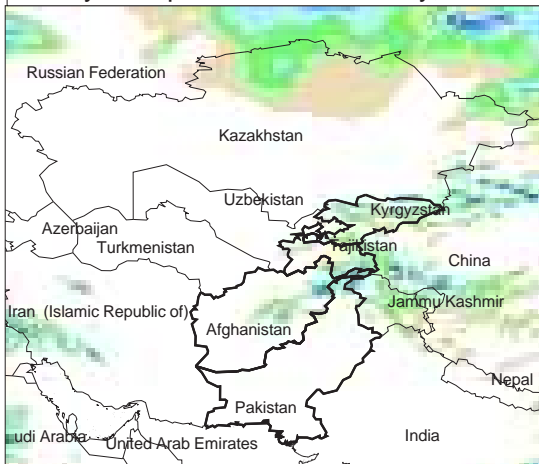 Russian Federation
Kazakhstan
Uzbekistan
Kyrgyzstan
Azerbaijan
Turkmenistan
Tajikistan
China
Iran (Islamic Republic of)
Jammu Kashmir
Afghanistan
Nepal
Pakistan
udi Arabia
United Arab Emirates
India